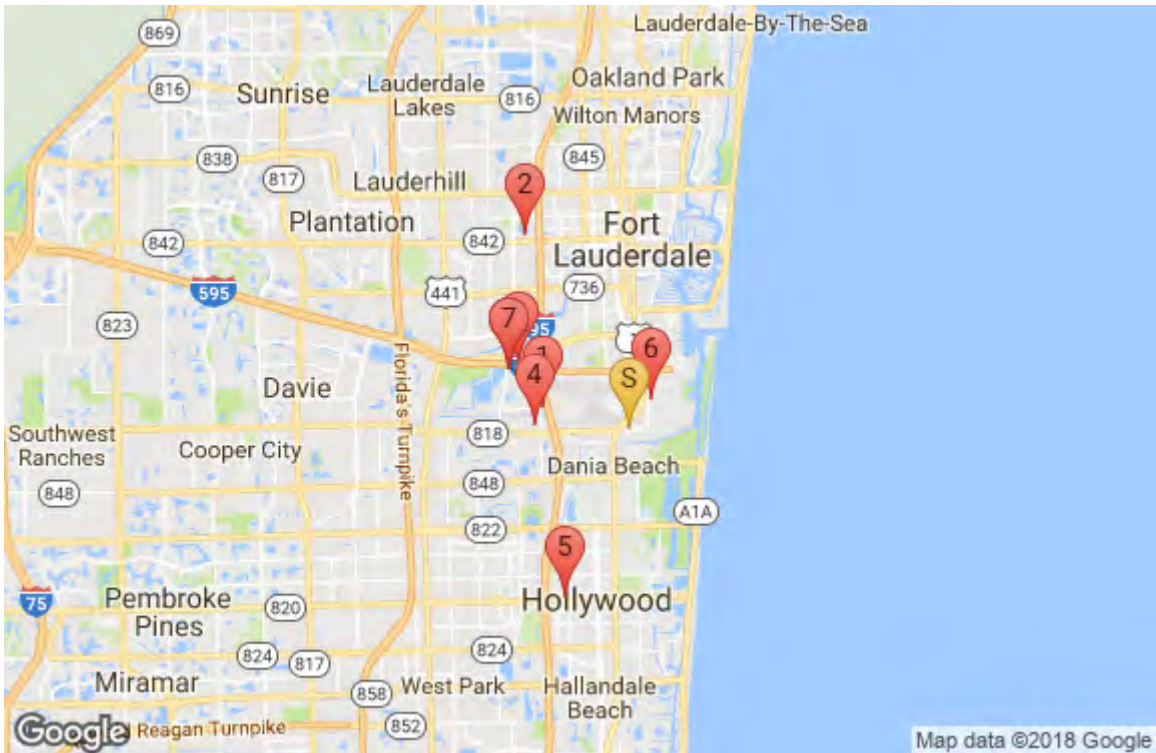 Lauderdale-By-The-Sea
869
Oakland Park
816
Sunrise
Lauderdale
Lakes
816
Wilton Manors
838
845
817
Lauderhill
2
Plantation
Fort
Lauderdale
842
842
595
441
736
823
7
95
1
6
4
S
Davie
Florida's Turnpike
Southwest
Ranches
Cooper City
818
Dania Beach
848
848
822
A1A
5
75
Pembroke
Pines
820
Hollywood
824
817
824
Miramar
858
West Park
Hallandale
Beach
852
Google
Reagan Turnpike
Map data ©2018 Google